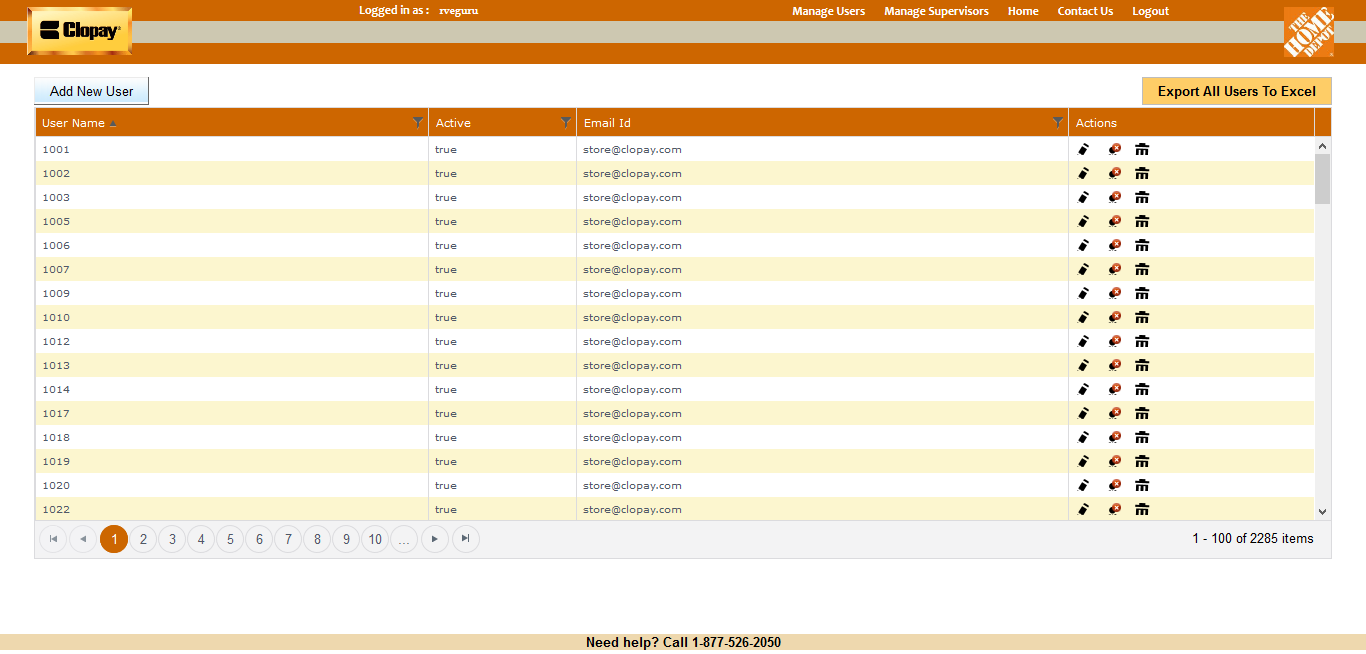 Logged in as : rveguru Manage Users Manage Supervisors Home Contact Us Logout
Clopay
THE HOME DEPOT
Add New User Export All Users To Excel
User Name Active Email Id Actions
1001 true store@clopay.com
1002 true store@clopay.com
1003 true store@clopay.com
1005 true store@clopay.com
1006 true store@clopay.com
1007 true store@clopay.com
1009 true store@clopay.com
1010 true store@clopay.com
1012 true store@clopay.com
1013 true store@clopay.com
1014 true store@clopay.com
1017 true store@clopay.com
1018 true store@clopay.com
1019 true store@clopay.com
1020 true store@clopay.com
1022 true store@clopay.com
1 2 3 4 5 6 7 8 9 10 ... 1 - 100 of 2285 items
Need help? Call 1-877-526-2050